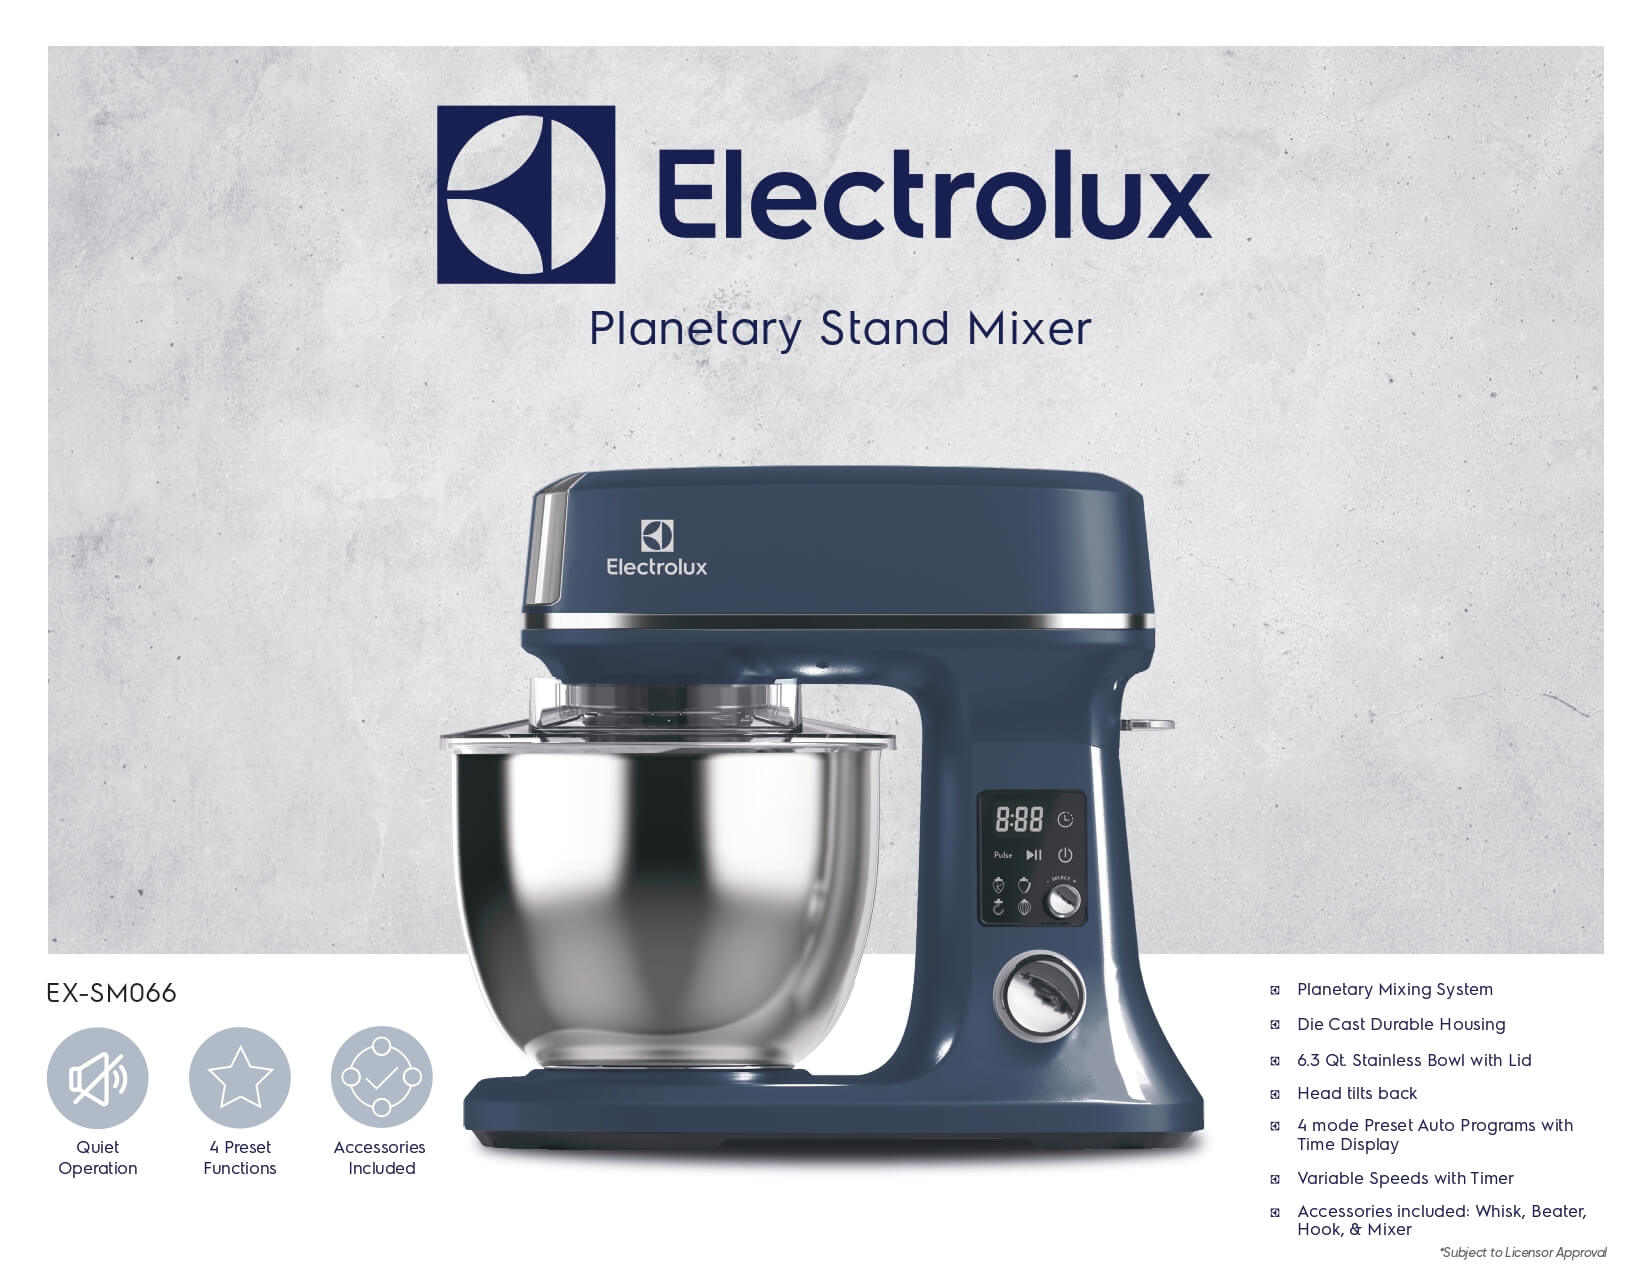 Electrolux
Planetary Stand Mixer
Electrolux
8:88
Pulse
- SELECT +
EX-SM066
Quiet
Operation
4 Preset
Functions
Accessories
Included
Planetary Mixing System
Die Cast Durable Housing
6.3 Qt. Stainless Bowl with Lid
Head tilts back
4 mode Preset Auto Programs with
Time Display
Variable Speeds with Timer
Accessories included: Whisk, Beater,
Hook, & Mixer
*Subject to Licensor Approval